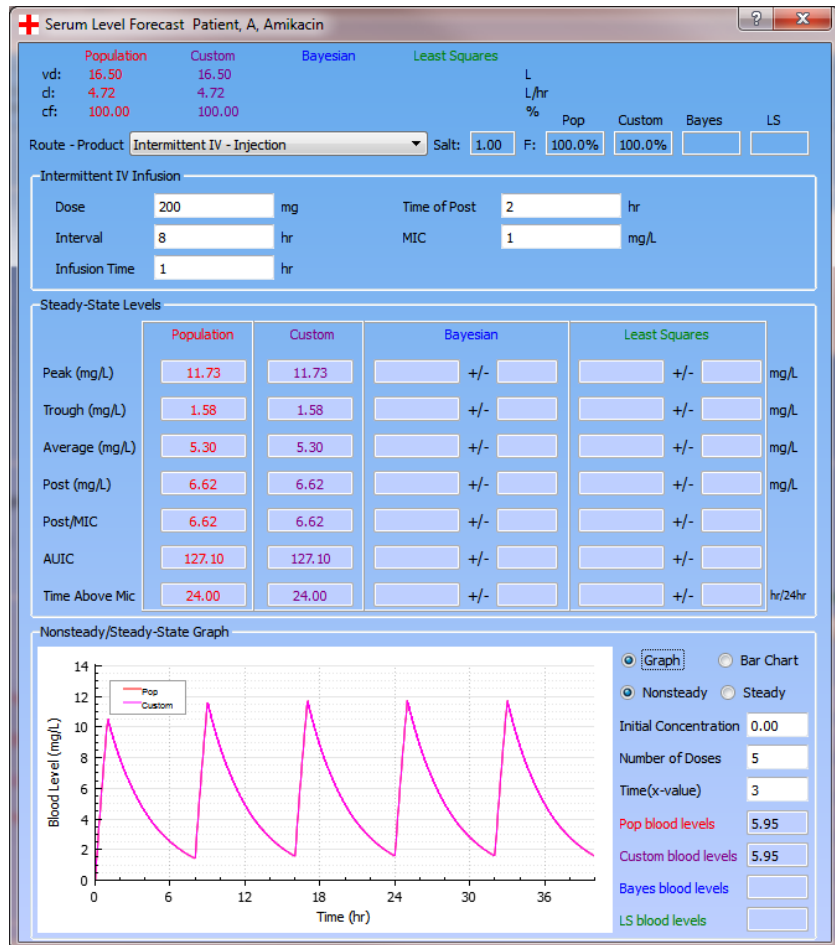 Serum Level Forecast Patient, A, Amikacin
Population Custom Bayesian Least Squares
vd: 16.50 16.50 L
cl: 4.72 4.72 L/hr
cf: 100.00 100.00 %
Pop Custom Bayes LS
Route - Product Intermittent IV - Injection Salt: 1.00 F: 100.0% 100.0%
Intermittent IV Infusion
Dose 200 mg Time of Post 2 hr
Interval 8 hr MIC 1 mg/L
Infusion Time 1 hr
Steady-State Levels
Population Custom Bayesian Least Squares
Peak (mg/L) 11.73 11.73 +/- +/- mg/L
Trough (mg/L) 1.58 1.58 +/- +/- mg/L
Average (mg/L) 5.30 5.30 +/- +/- mg/L
Post (mg/L) 6.62 6.62 +/- +/- mg/L
Post/MIC 6.62 6.62 +/- +/-
AUIC 127.10 127.10 +/- +/-
Time Above Mic 24.00 24.00 +/- +/- hr/24hr
Nonsteady/Steady-State Graph
14
12
10
8
6
4
2
0
Blood Level (mg/L)
Pop
Custom
0 6 12 18 24 30 36
Time (hr)
Graph Bar Chart
Nonsteady Steady
Initial Concentration 0.00
Number of Doses 5
Time(x-value) 3
Pop blood levels 5.95
Custom blood levels 5.95
Bayes blood levels
LS blood levels